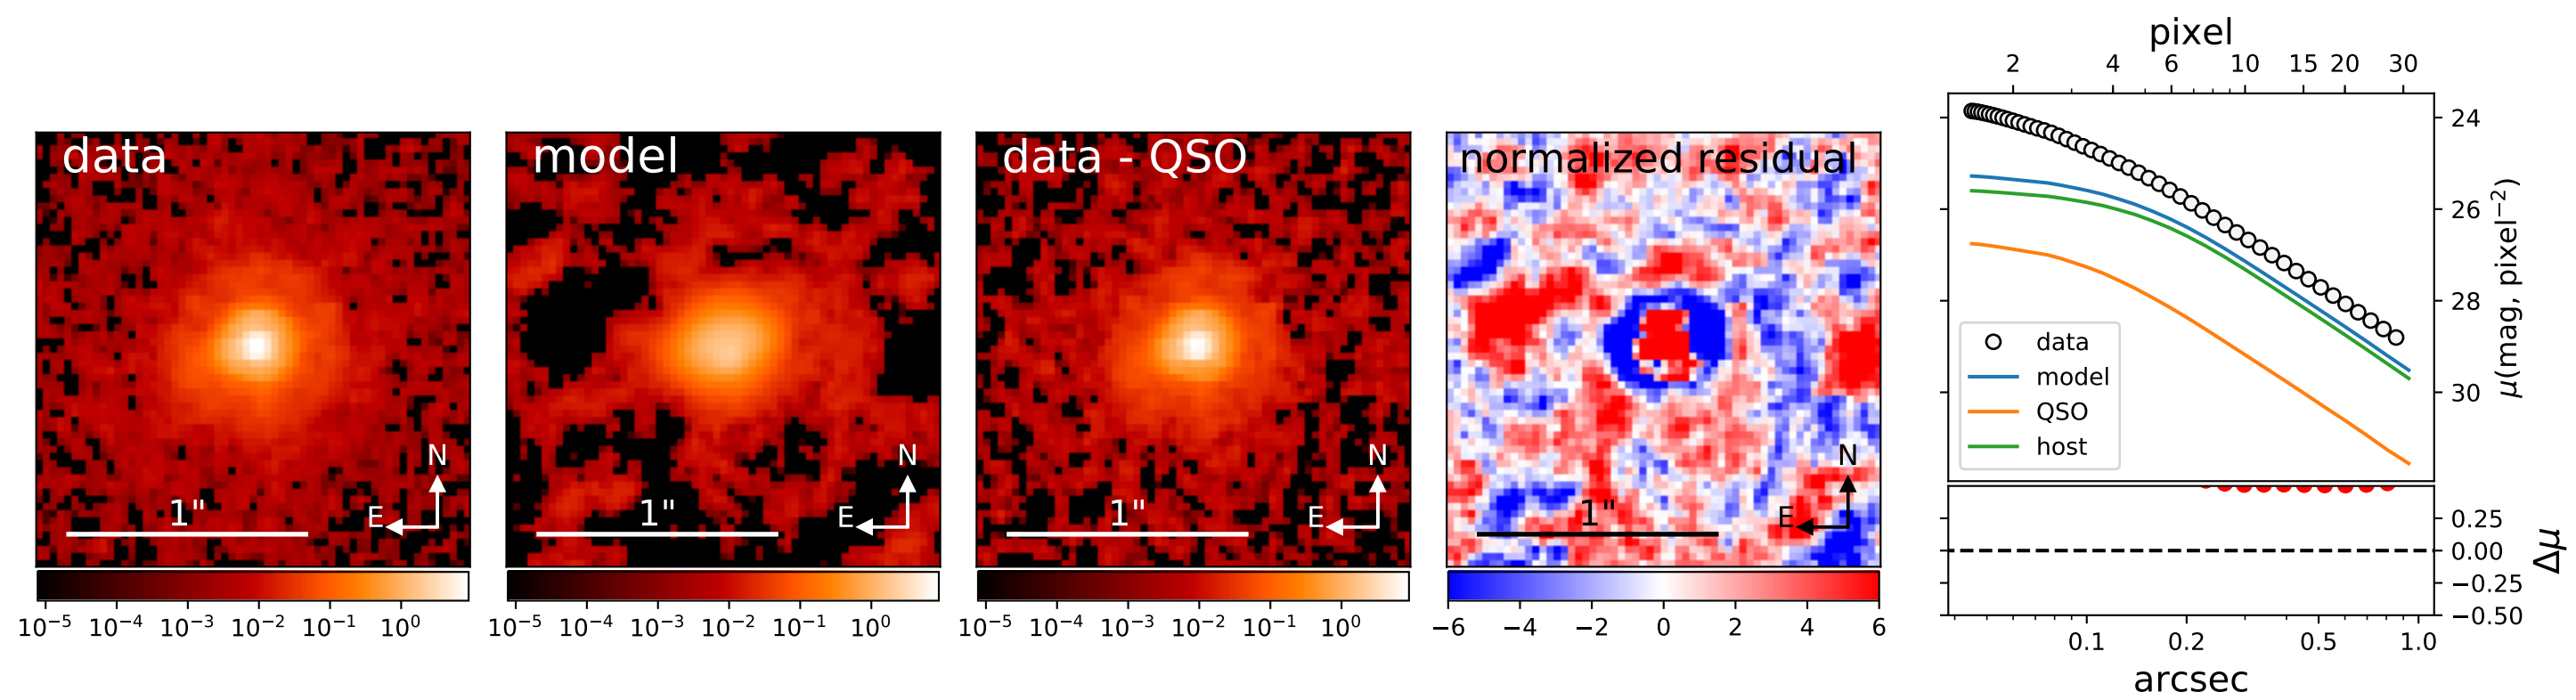 data
N
E
1"
10⁻⁵ 10⁻⁴ 10⁻³ 10⁻² 10⁻¹ 10⁰
model
N
E
1"
10⁻⁵ 10⁻⁴ 10⁻³ 10⁻² 10⁻¹ 10⁰
data - QSO
N
E
1"
10⁻⁵ 10⁻⁴ 10⁻³ 10⁻² 10⁻¹ 10⁰
normalized residual
N
E
1"
−6 −4 −2 0 2 4 6
pixel
2 4 6 10 15 20 30
24
26
28
30
μ(mag, pixel⁻²)
data
model
QSO
host
0.25
0.00
−0.25
−0.50
Δμ
0.1 0.2 0.5 1.0
arcsec